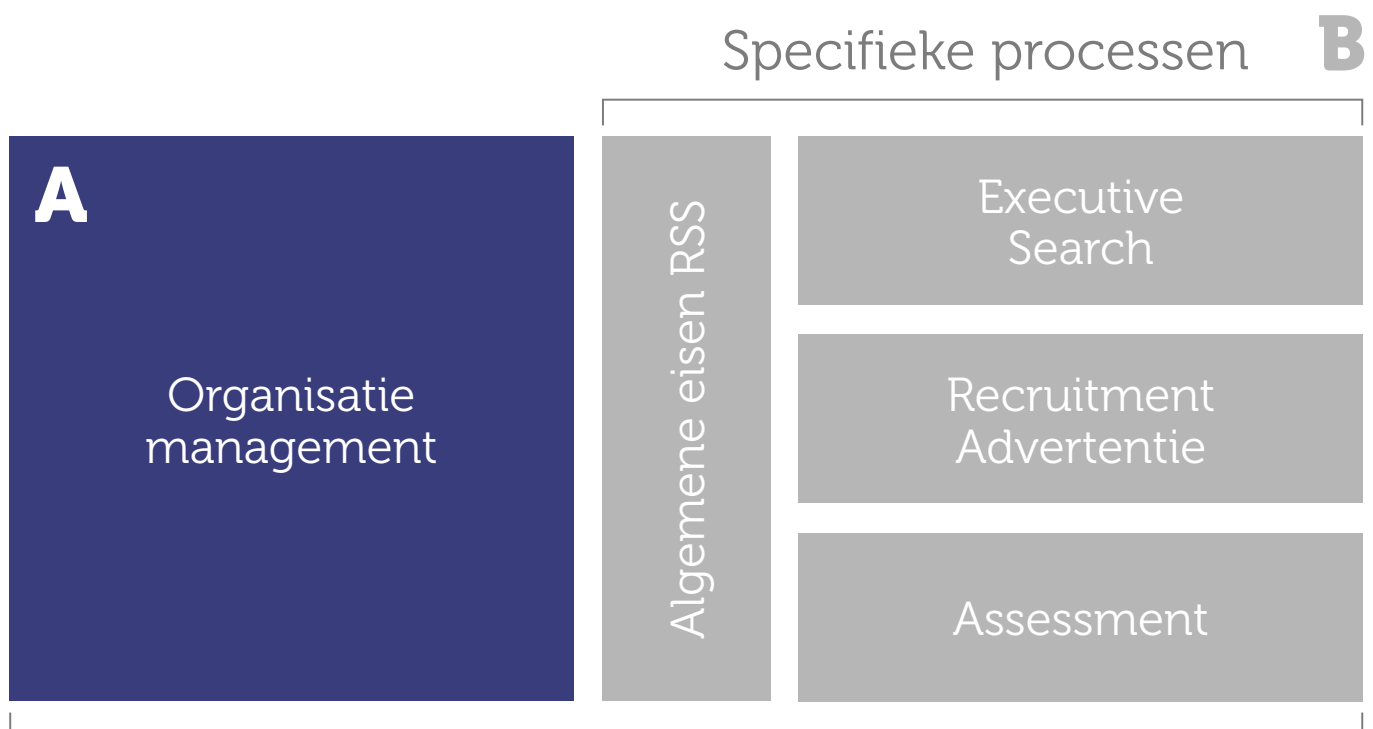 Specifieke processen B
A
Organisatie
management
Algemene eisen RSS
Executive
Search
Recruitment
Advertentie
Assessment